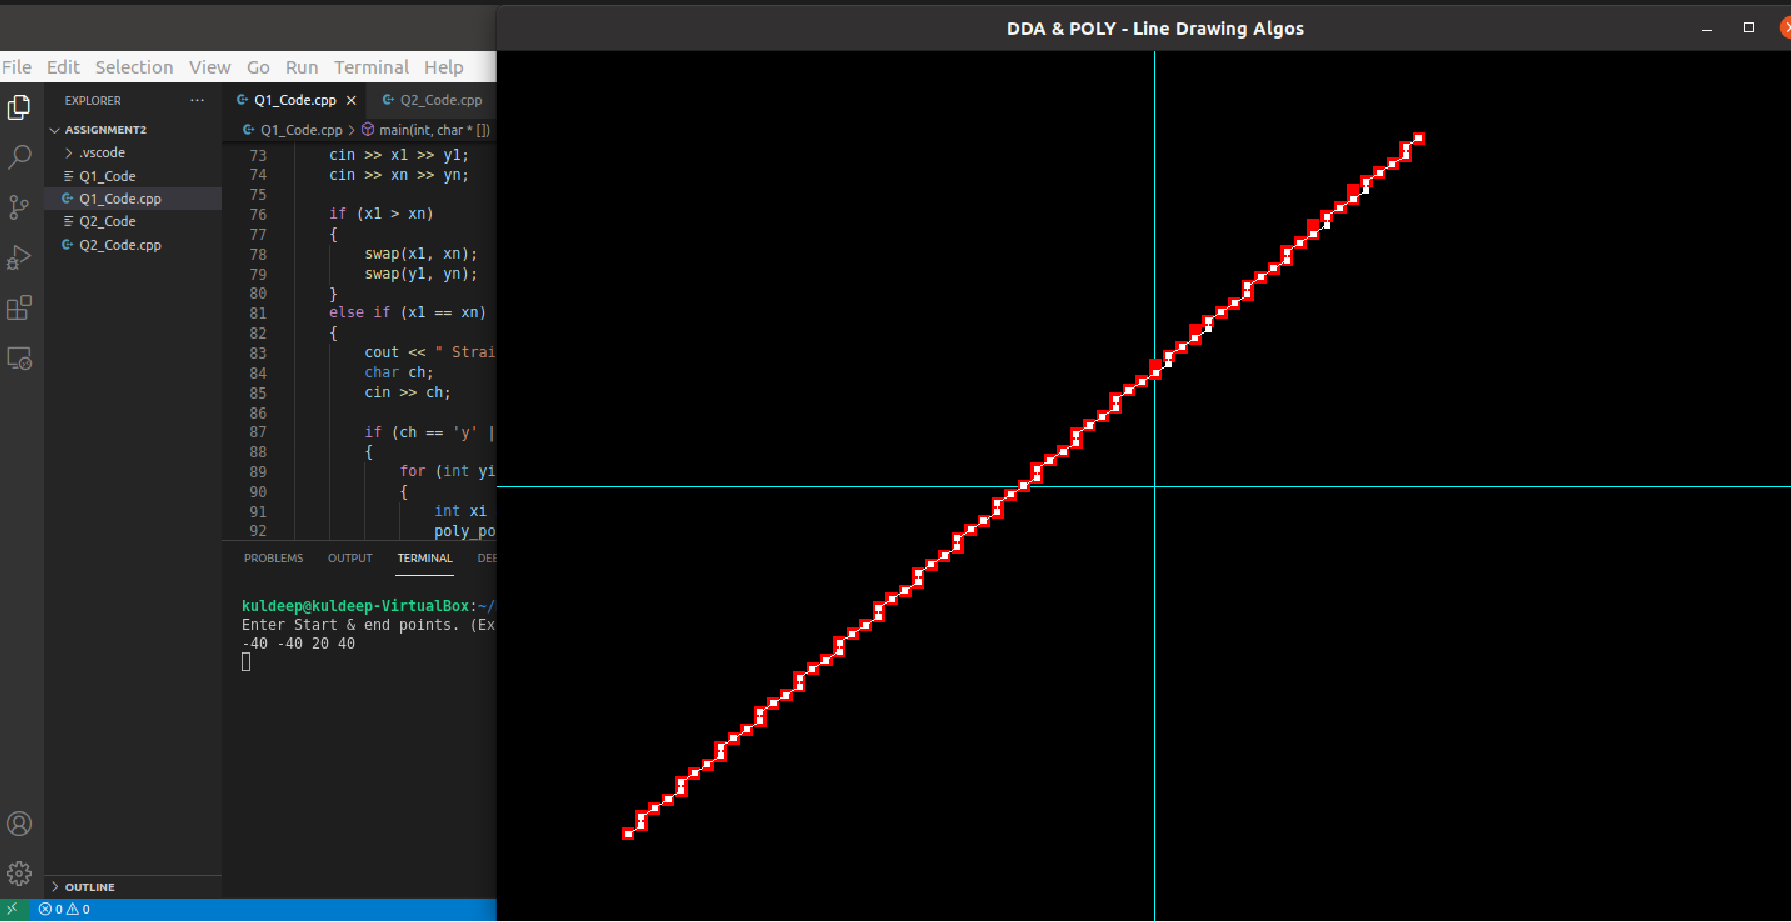 DDA & POLY - Line Drawing Algos
File Edit Selection View Go Run Terminal Help
EXPLORER ...
ASSIGNMENT2
.vscode
Q1_Code
Q1_Code.cpp
Q2_Code
Q2_Code.cpp
OUTLINE
Q1_Code.cpp × Q2_Code.cpp
Q1_Code.cpp > main(int, char * [])
73 cin >> x1 >> y1;
74 cin >> xn >> yn;
75
76 if (x1 > xn)
77 {
78 swap(x1, xn);
79 swap(y1, yn);
80 }
81 else if (x1 == xn)
82 {
83 cout << " Strai
84 char ch;
85 cin >> ch;
86
87 if (ch == 'y' |
88 {
89 for (int yi
90 {
91 int xi
92 poly_po
PROBLEMS OUTPUT TERMINAL DEE
kuldeep@kuldeep-VirtualBox:~/
Enter Start & end points. (Ex
-40 -40 20 40
0 0